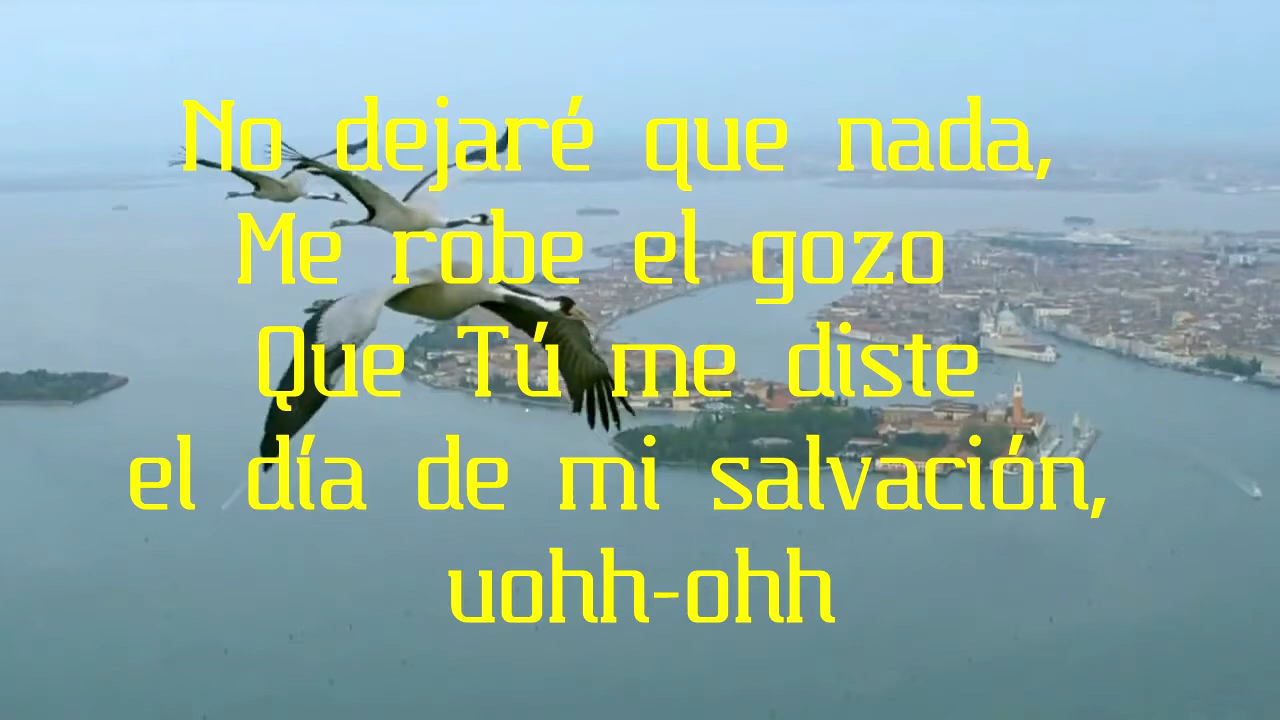 No dejaré que nada,
Me robe el gozo
Que Tú me diste
el día de mi salvación,
uohh-ohh